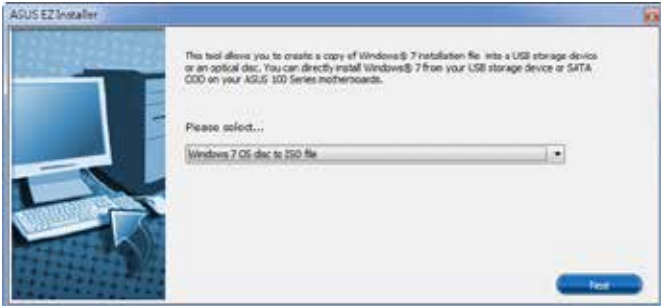 ASUS EZ Installer
This tool allows you to create a copy of Windows® 7 installation file into a USB storage device
or an optical disc. You can directly install Windows® 7 from your USB storage device or SATA
ODD on your ASUS 100 Series motherboards.
Please select...
Windows 7 OS disc to ISO file
Next